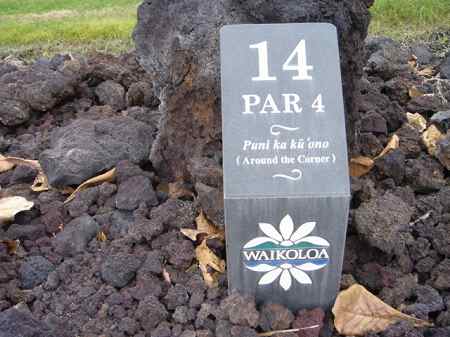 14
PAR 4
Puni ka kū'ono
(Around the Corner)
WAIKOLOA